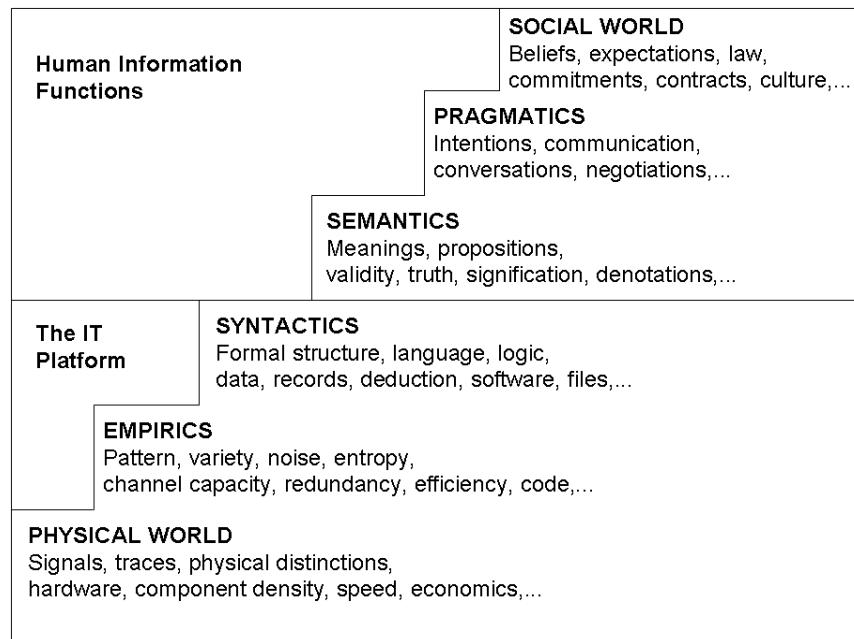 SOCIAL WORLD
Beliefs, expectations, law,
commitments, contracts, culture,...
Human Information
Functions
PRAGMATICS
Intentions, communication,
conversations, negotiations,...
SEMANTICS
Meanings, propositions,
validity, truth, signification, denotations,...
The IT
Platform
SYNTACTICS
Formal structure, language, logic,
data, records, deduction, software, files,...
EMPIRICS
Pattern, variety, noise, entropy,
channel capacity, redundancy, efficiency, code,...
PHYSICAL WORLD
Signals, traces, physical distinctions,
hardware, component density, speed, economics,...